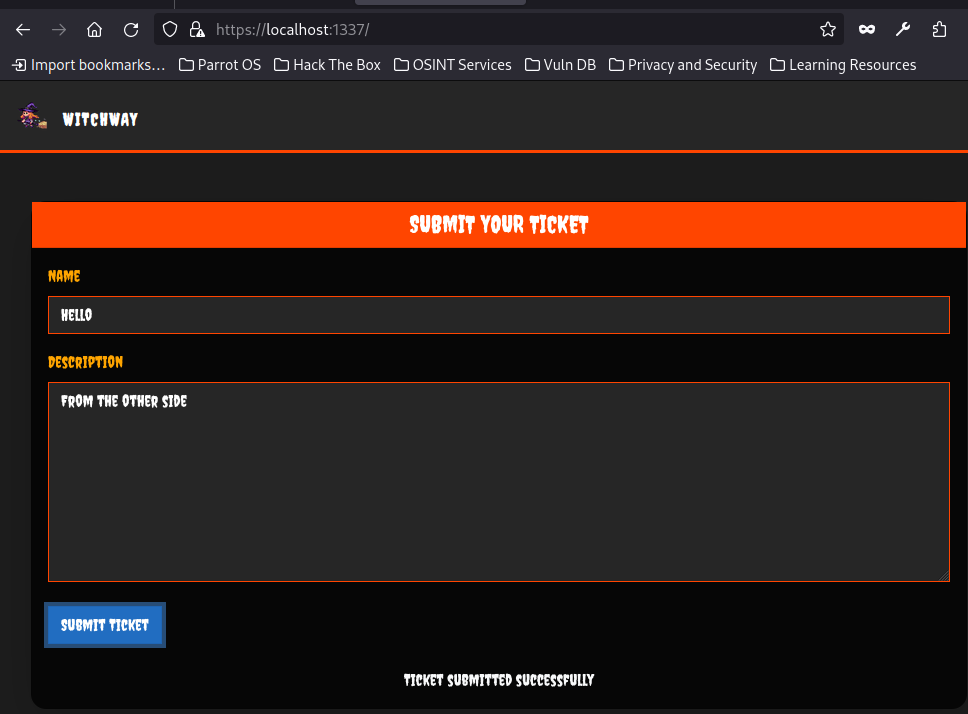 https://localhost:1337/
Import bookmarks... Parrot OS Hack The Box OSINT Services Vuln DB Privacy and Security Learning Resources
WITCHWAY
SUBMIT YOUR TICKET
NAME
HELLO
DESCRIPTION
FROM THE OTHER SIDE
SUBMIT TICKET
TICKET SUBMITTED SUCCESSFULLY